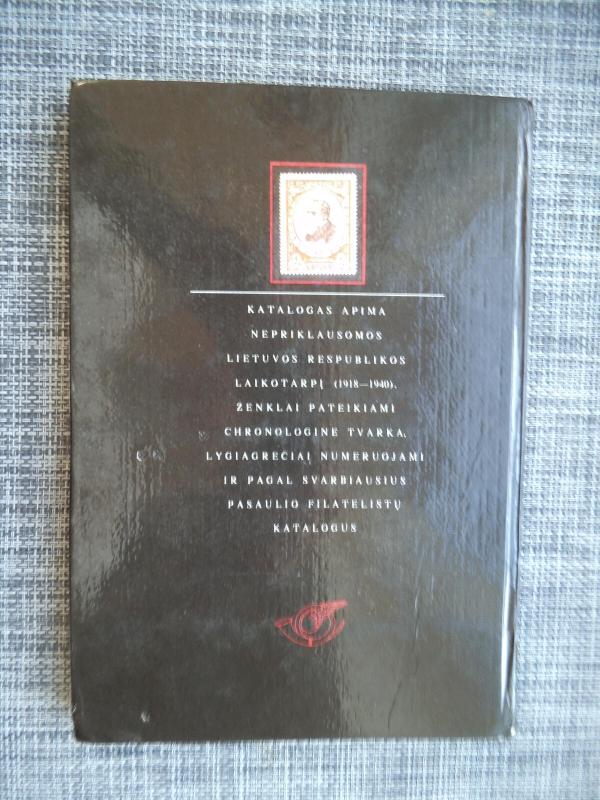 KATALOGAS APIMA
NEPRIKLAUSOMOS
LIETUVOS RESPUBLIKOS
LAIKOTARPĮ (1918—1940).
ŽENKLAI PATEIKIAMI
CHRONOLOGINE TVARKA,
LYGIAGREČIAI NUMERUOJAMI
IR PAGAL SVARBIAUSIUS
PASAULIO FILATELISTŲ
KATALOGUS